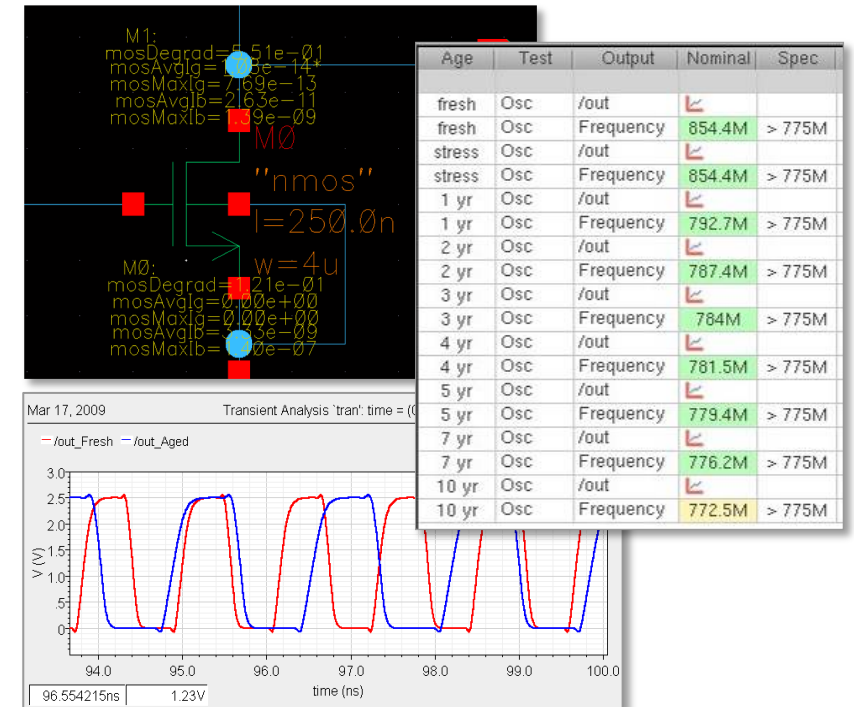 M1:
mosDegrad=5.51e-01
mosMaxIg=7.69e-13
mosAvgIb=2.63e-11
mosMaxIb=1.39e-09
M0
"nmos"
l=250.0n
w=4u
M0:
mosDegrad=1.21e-01
mosAvgIg=0.00e+00
mosMaxIg=0.00e+00
Age Test Output Nominal Spec
fresh Osc /out
fresh Osc Frequency 854.4M > 775M
stress Osc /out
stress Osc Frequency 854.4M > 775M
1 yr Osc /out
1 yr Osc Frequency 792.7M > 775M
2 yr Osc /out
2 yr Osc Frequency 787.4M > 775M
3 yr Osc /out
3 yr Osc Frequency 784M > 775M
4 yr Osc /out
4 yr Osc Frequency 781.5M > 775M
5 yr Osc /out
5 yr Osc Frequency 779.4M > 775M
7 yr Osc /out
7 yr Osc Frequency 776.2M > 775M
10 yr Osc /out
10 yr Osc Frequency 772.5M > 775M
Mar 17, 2009 Transient Analysis `tran': time = (0
/out_Fresh /out_Aged
3.0
2.5
2.0
1.5
1.0
.5
0
V (V)
94.0 95.0 96.0 97.0 98.0 99.0 100.0
time (ns)
96.554215ns 1.23V